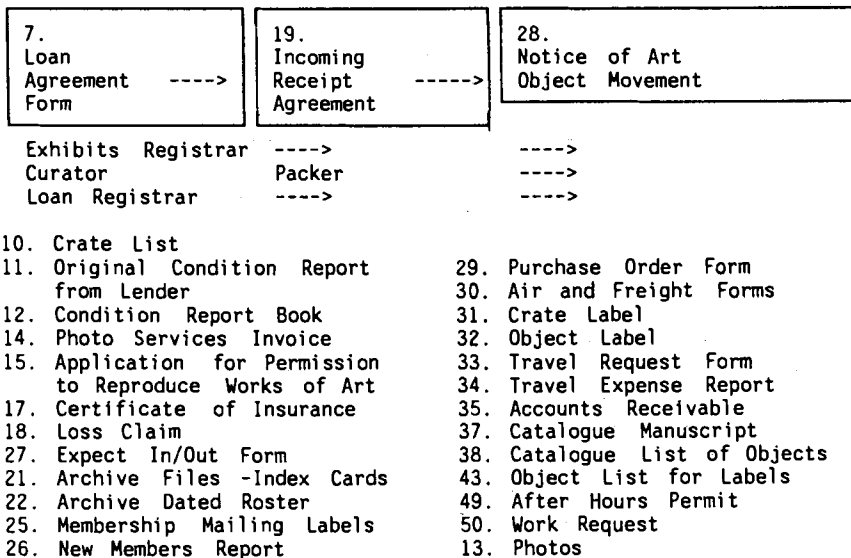 7.
Loan
Agreement ---->
Form
19.
Incoming
Receipt ----->
Agreement
28.
Notice of Art
Object Movement
Exhibits Registrar ----> ---->
Curator Packer ---->
Loan Registrar ----> ---->
10. Crate List
11. Original Condition Report
from Lender
12. Condition Report Book
14. Photo Services Invoice
15. Application for Permission
to Reproduce Works of Art
17. Certificate of Insurance
18. Loss Claim
27. Expect In/Out Form
21. Archive Files -Index Cards
22. Archive Dated Roster
25. Membership Mailing Labels
26. New Members Report
29. Purchase Order Form
30. Air and Freight Forms
31. Crate Label
32. Object Label
33. Travel Request Form
34. Travel Expense Report
35. Accounts Receivable
37. Catalogue Manuscript
38. Catalogue List of Objects
43. Object List for Labels
49. After Hours Permit
50. Work Request
13. Photos